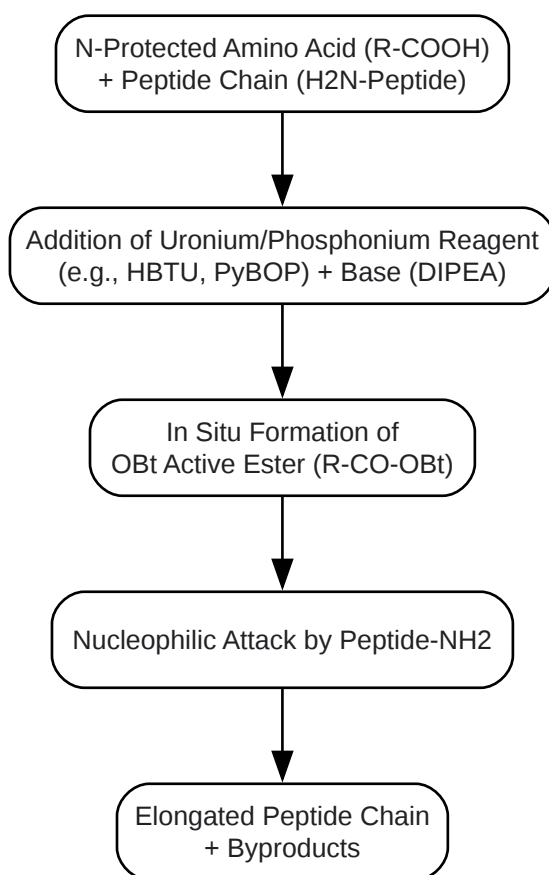 N-Protected Amino Acid (R-COOH)
+ Peptide Chain (H2N-Peptide)
Addition of Uronium/Phosphonium Reagent
(e.g., HBTU, PyBOP) + Base (DIPEA)
In Situ Formation of
OBt Active Ester (R-CO-OBt)
Nucleophilic Attack by Peptide-NH2
Elongated Peptide Chain
+ Byproducts